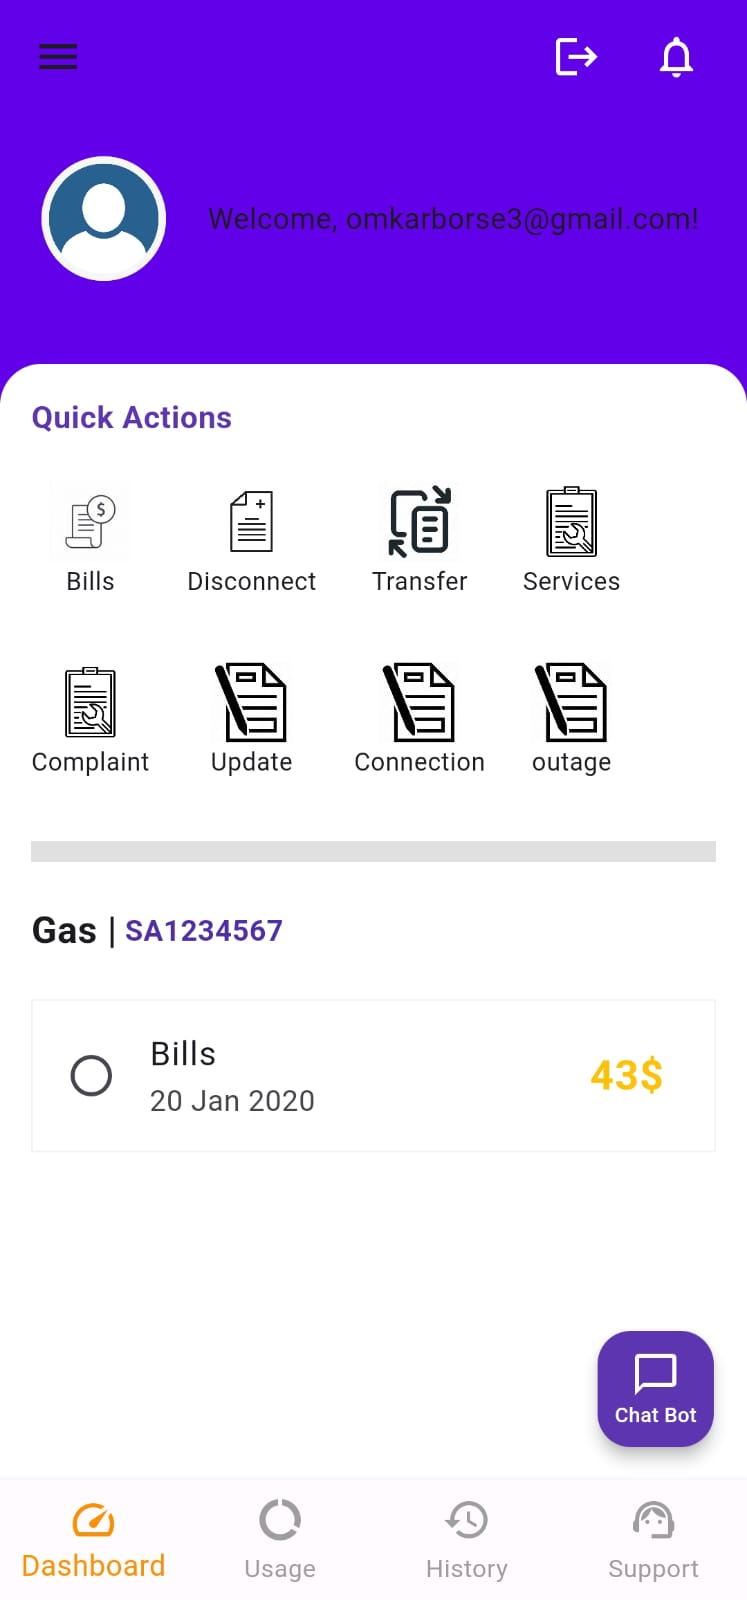 Welcome, omkarborse3@gmail.com!
Quick Actions
$
Bills Disconnect Transfer Services
Complaint Update Connection outage
Gas | SA1234567
Bills
20 Jan 2020
43$
Chat Bot
Dashboard Usage History Support